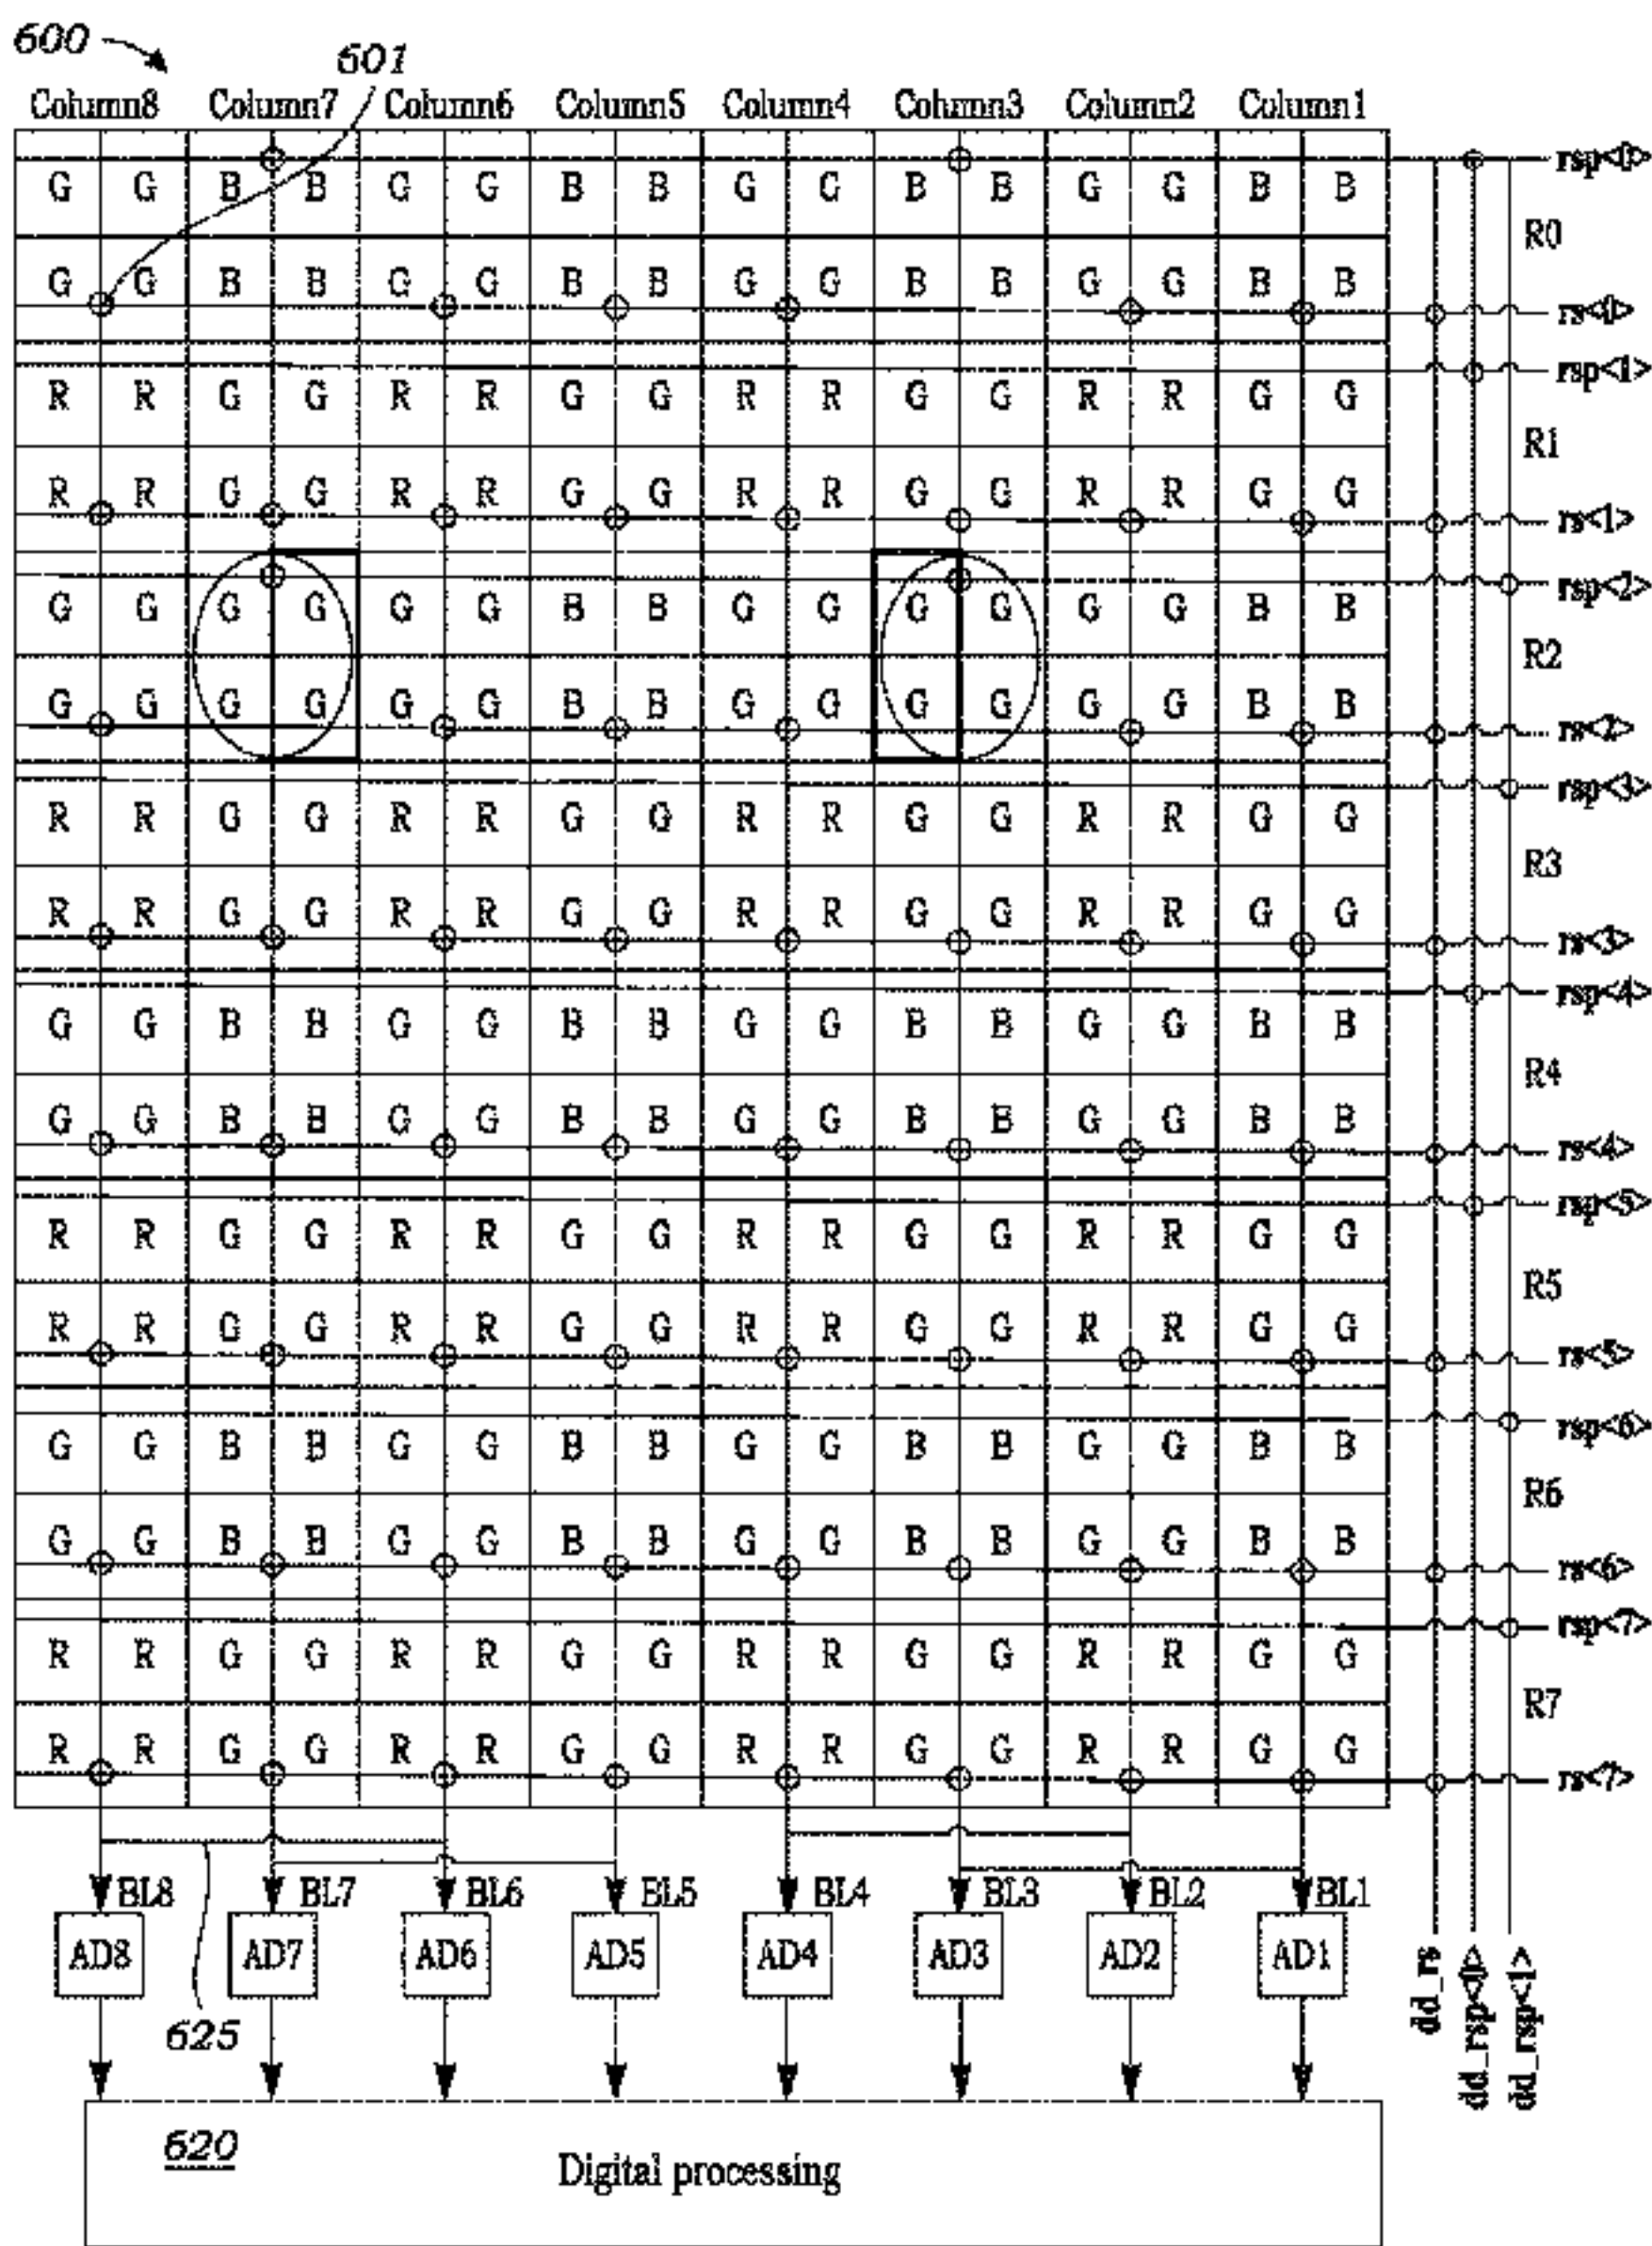 600
601
Column8 Column7 Column6 Column5 Column4 Column3 Column2 Column1
rsp<0>
G G B B G G B B G G B B G G B B
R0
G G B B G G B B G G B B G G B B
rs<0>
rsp<1>
R R G G R R G G R R G G R R G G
R1
R R G G R R G G R R G G R R G G
rs<1>
rsp<2>
G G G G G G B B G G G G G G B B
R2
G G G G G G B B G G G G G G B B
rs<2>
rsp<3>
R R G G R R G G R R G G R R G G
R3
R R G G R R G G R R G G R R G G
rs<3>
rsp<4>
G G B B G G B B G G B B G G B B
R4
G G B B G G B B G G B B G G B B
rs<4>
rsp<5>
R R G G R R G G R R G G R R G G
R5
R R G G R R G G R R G G R R G G
rs<5>
rsp<6>
G G B B G G B B G G B B G G B B
R6
G G B B G G B B G G B B G G B B
rs<6>
rsp<7>
R R G G R R G G R R G G R R G G
R7
R R G G R R G G R R G G R R G G
rs<7>
BL8 BL7 BL6 BL5 BL4 BL3 BL2 BL1
AD8 AD7 AD6 AD5 AD4 AD3 AD2 AD1
dd_rs
dd_rsp<0>
dd_rsp<1>
625
620
Digital processing